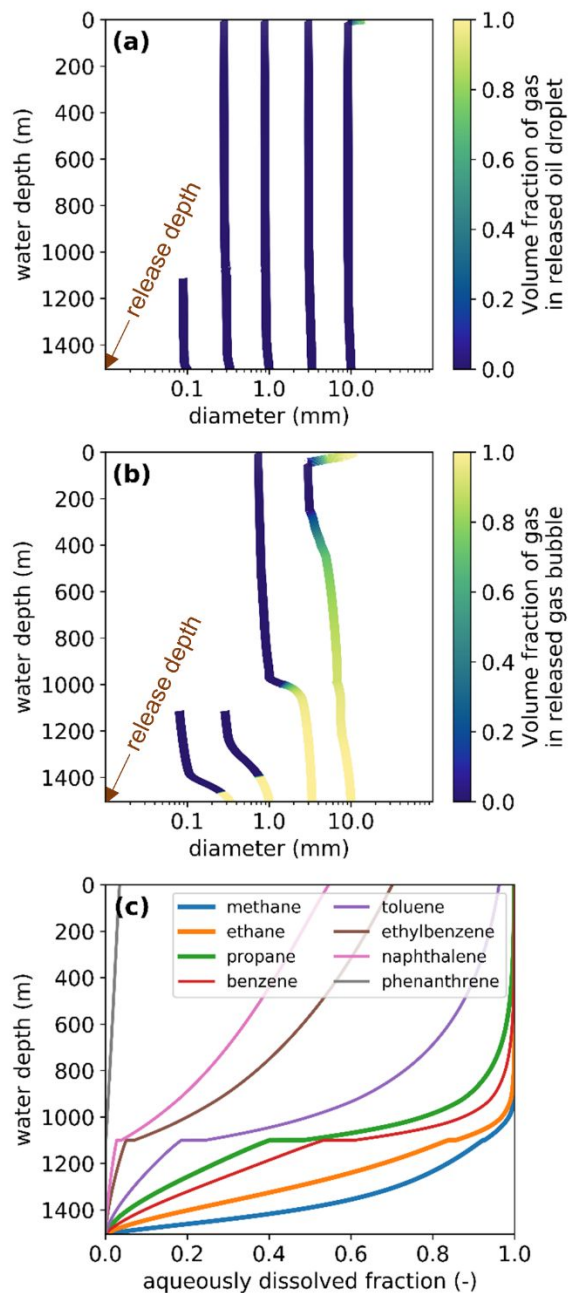 (a)
water depth (m)
0
200
400
600
800
1000
1200
1400
release depth
0.1
1.0
10.0
diameter (mm)
1.0
0.8
0.6
0.4
0.2
0.0
Volume fraction of gas
in released oil droplet
(b)
water depth (m)
0
200
400
600
800
1000
1200
1400
release depth
0.1
1.0
10.0
diameter (mm)
1.0
0.8
0.6
0.4
0.2
0.0
Volume fraction of gas
in released gas bubble
(c)
water depth (m)
0
200
400
600
800
1000
1200
1400
methane
ethane
propane
benzene
toluene
ethylbenzene
naphthalene
phenanthrene
0.0
0.2
0.4
0.6
0.8
1.0
aqueously dissolved fraction (-)